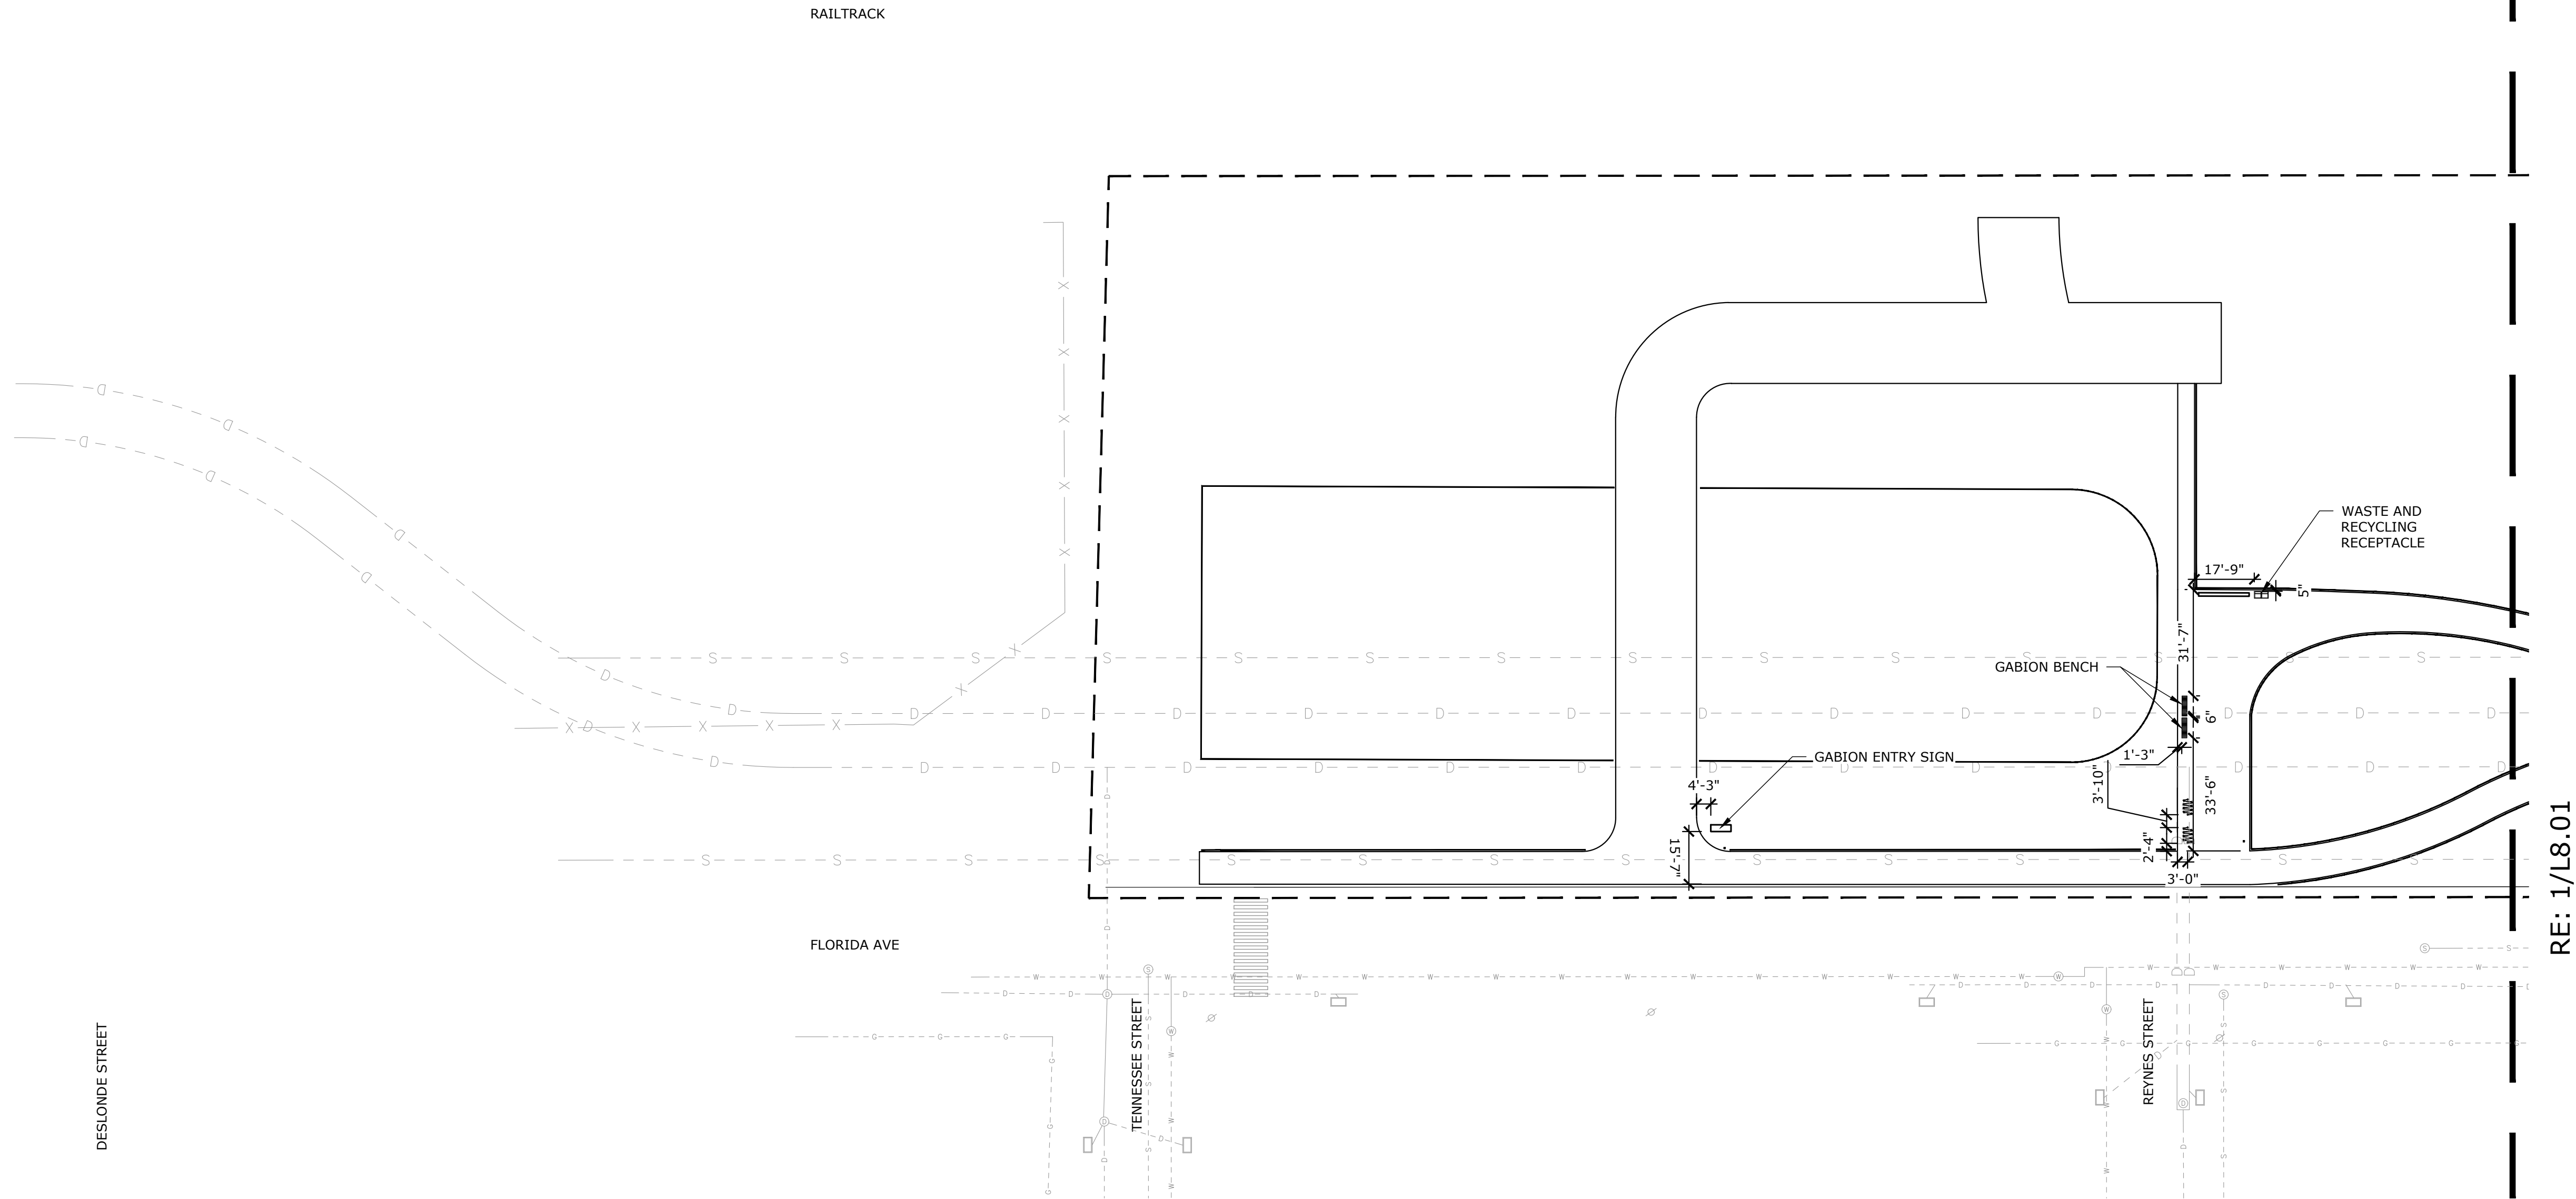 RAILTRACK
WASTE AND
RECYCLING
RECEPTACLE
17'-9"
5"
31'-7"
GABION BENCH
6"
1'-3"
GABION ENTRY SIGN
4'-3"
3'-10"
33'-6"
15'-7"
2'-4"
3'-0"
RE: 1/L8.01
FLORIDA AVE
DESLONDE STREET
TENNESSEE STREET
REYNES STREET